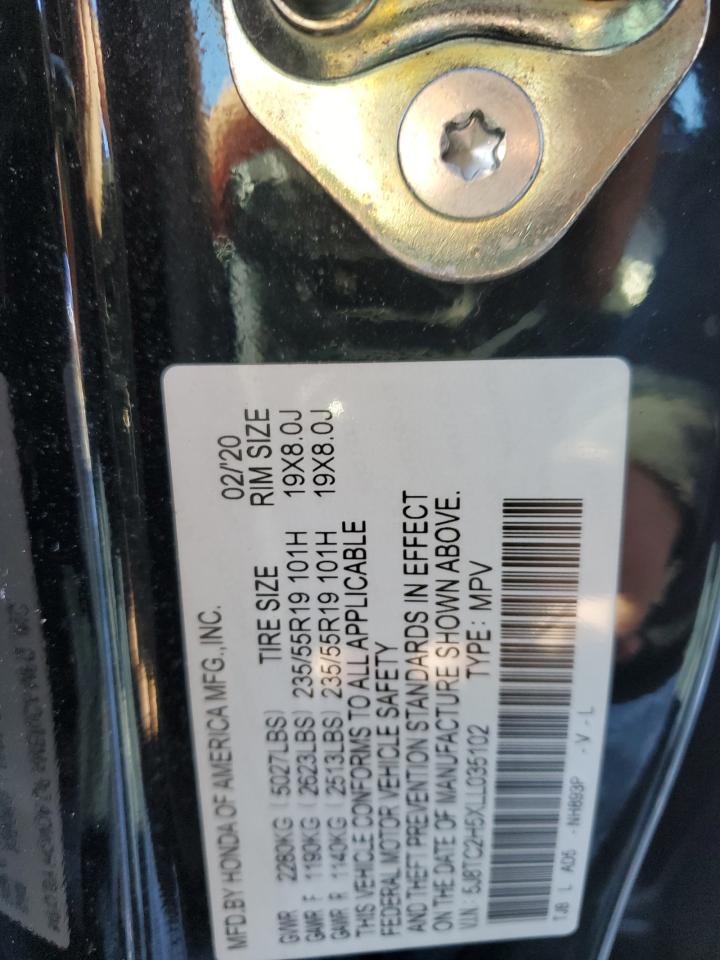 MFD. BY HONDA OF AMERICA MFG., INC. 02/'20
TIRE SIZE RIM SIZE
GVWR 2280KG (5027LBS)
GAWR F 1190KG (2623LBS) 235/55R19 101H 19X8.0J
GAWR R 1140KG (2513LBS) 235/55R19 101H 19X8.0J
THIS VEHICLE CONFORMS TO ALL APPLICABLE
FEDERAL MOTOR VEHICLE SAFETY
AND THEFT PREVENTION STANDARDS IN EFFECT
ON THE DATE OF MANUFACTURE SHOWN ABOVE.
V.I.N.: 5J8TC2H5XLL035102 TYPE: MPV
TJB L A05 -NH893P -V-L